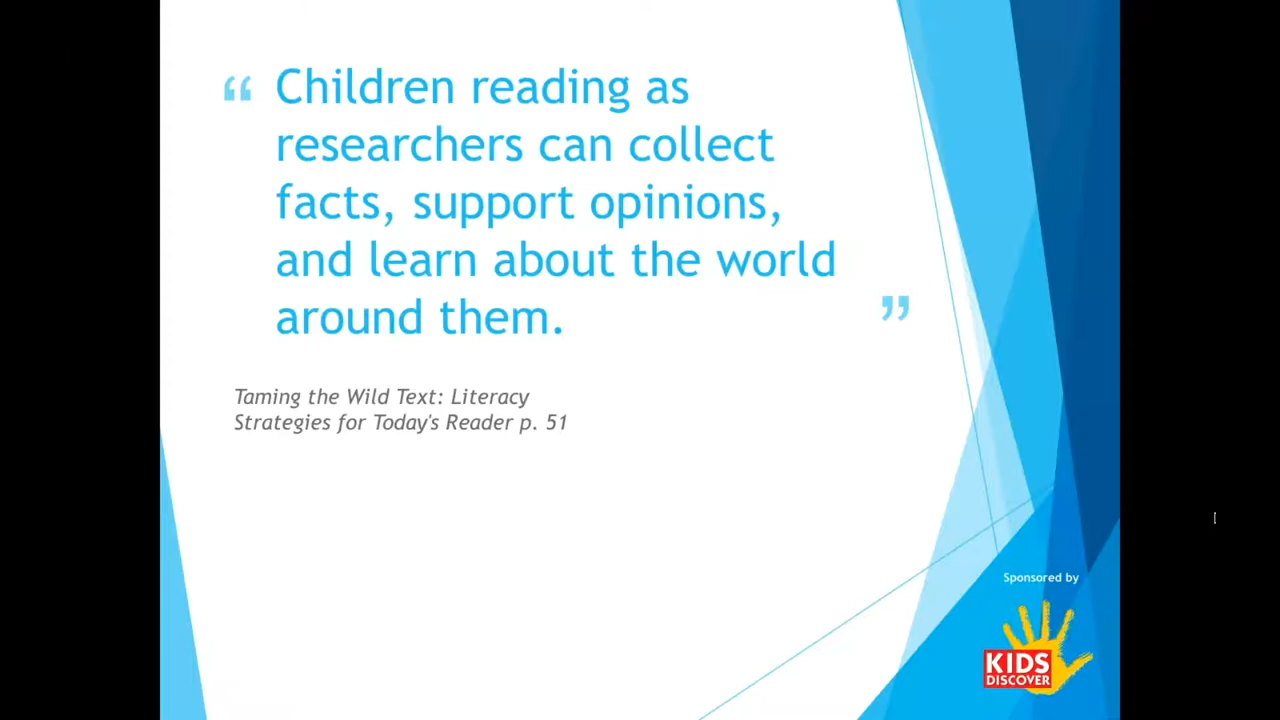 “ Children reading as
researchers can collect
facts, support opinions,
and learn about the world
around them. ”
Taming the Wild Text: Literacy
Strategies for Today's Reader p. 51
Sponsored by
KIDS
DISCOVER